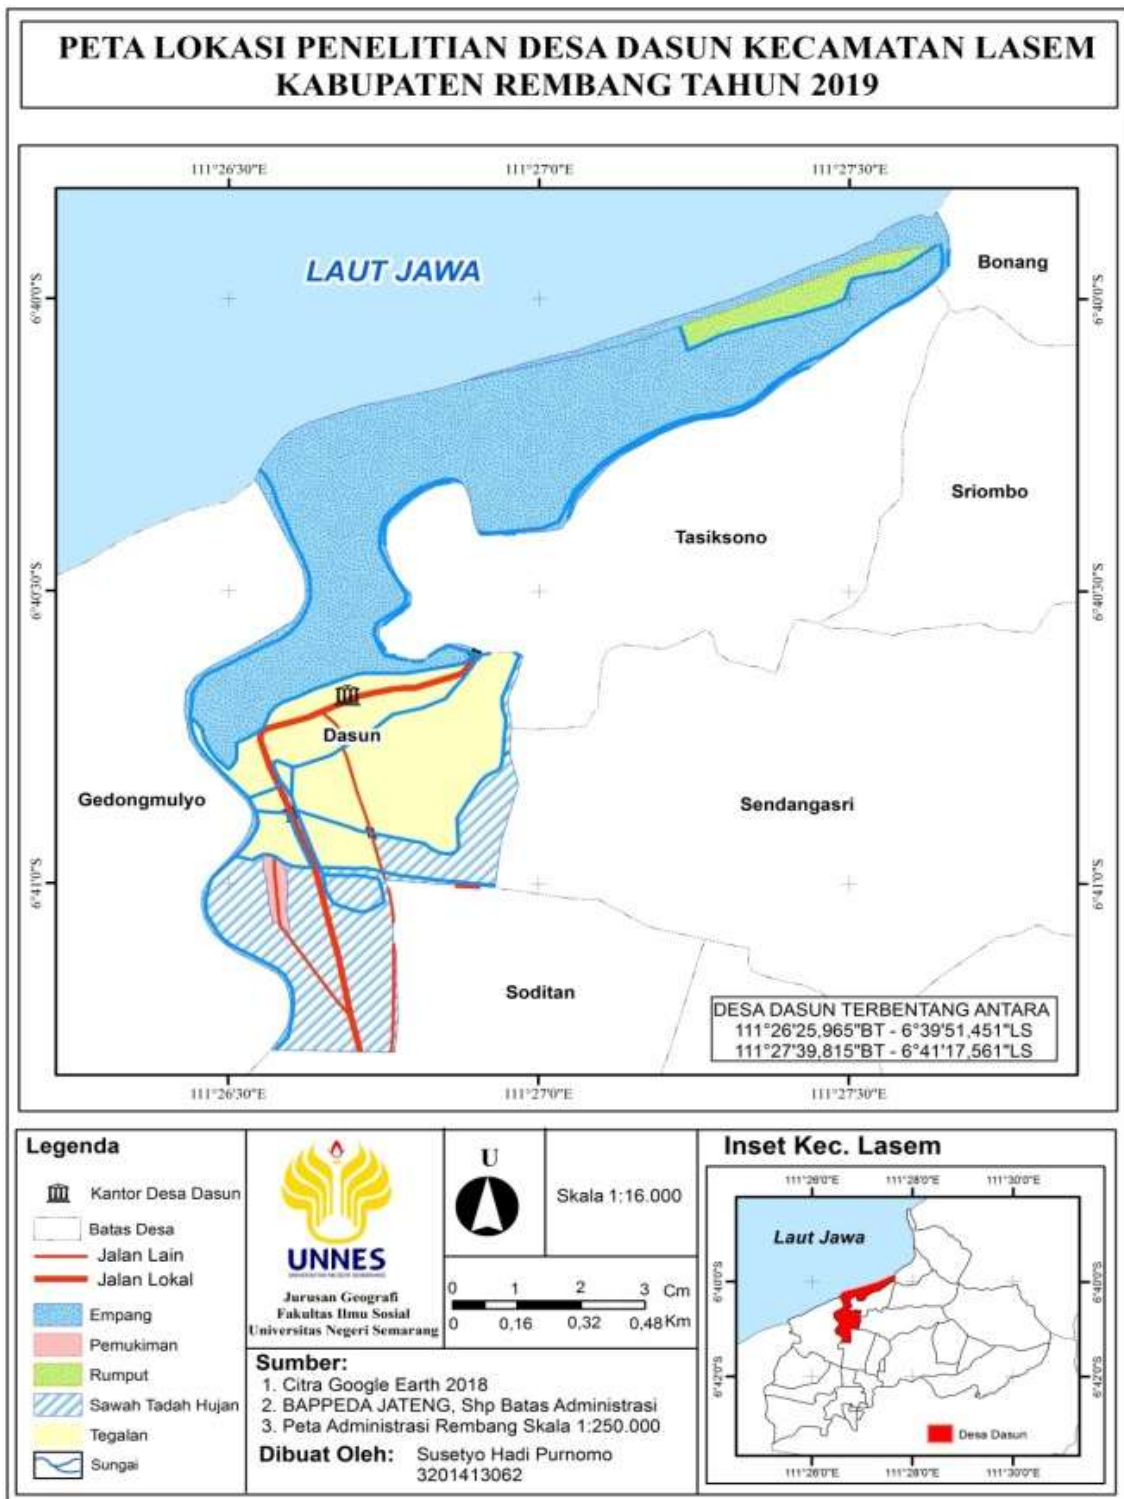 PETA LOKASI PENELITIAN DESA DASUN KECAMATAN LASEM
KABUPATEN REMBANG TAHUN 2019
111°26'30"E
111°27'0"E
111°27'30"E
LAUT JAWA
Bonang
6°40'0"S
6°40'0"S
Sriombo
Tasiksono
6°40'30"S
6°40'30"S
Dasun
Gedongmulyo
Sendangasri
6°41'0"S
6°41'0"S
Soditan
DESA DASUN TERBENTANG ANTARA
111°26'25,965"BT - 6°39'51,451"LS
111°27'39,815"BT - 6°41'17,561"LS
111°26'30"E
111°27'0"E
111°27'30"E
Legenda
Kantor Desa Dasun
Batas Desa
Jalan Lain
Jalan Lokal
Empang
Pemukiman
Rumput
Sawah Tadah Hujan
Tegalan
Sungai
UNNES
UNIVERSITAS NEGERI SEMARANG
Jurusan Geografi
Fakultas Ilmu Sosial
Universitas Negeri Semarang
U
Skala 1:16.000
0 1 2 3 Cm
0 0,16 0,32 0,48 Km
Sumber:
1. Citra Google Earth 2018
2. BAPPEDA JATENG, Shp Batas Administrasi
3. Peta Administrasi Rembang Skala 1:250.000
Dibuat Oleh: Susetyo Hadi Purnomo
3201413062
Inset Kec. Lasem
111°26'0"E
111°28'0"E
111°30'0"E
Laut Jawa
6°40'0"S
6°40'0"S
6°42'0"S
6°42'0"S
Desa Dasun
111°26'0"E
111°28'0"E
111°30'0"E